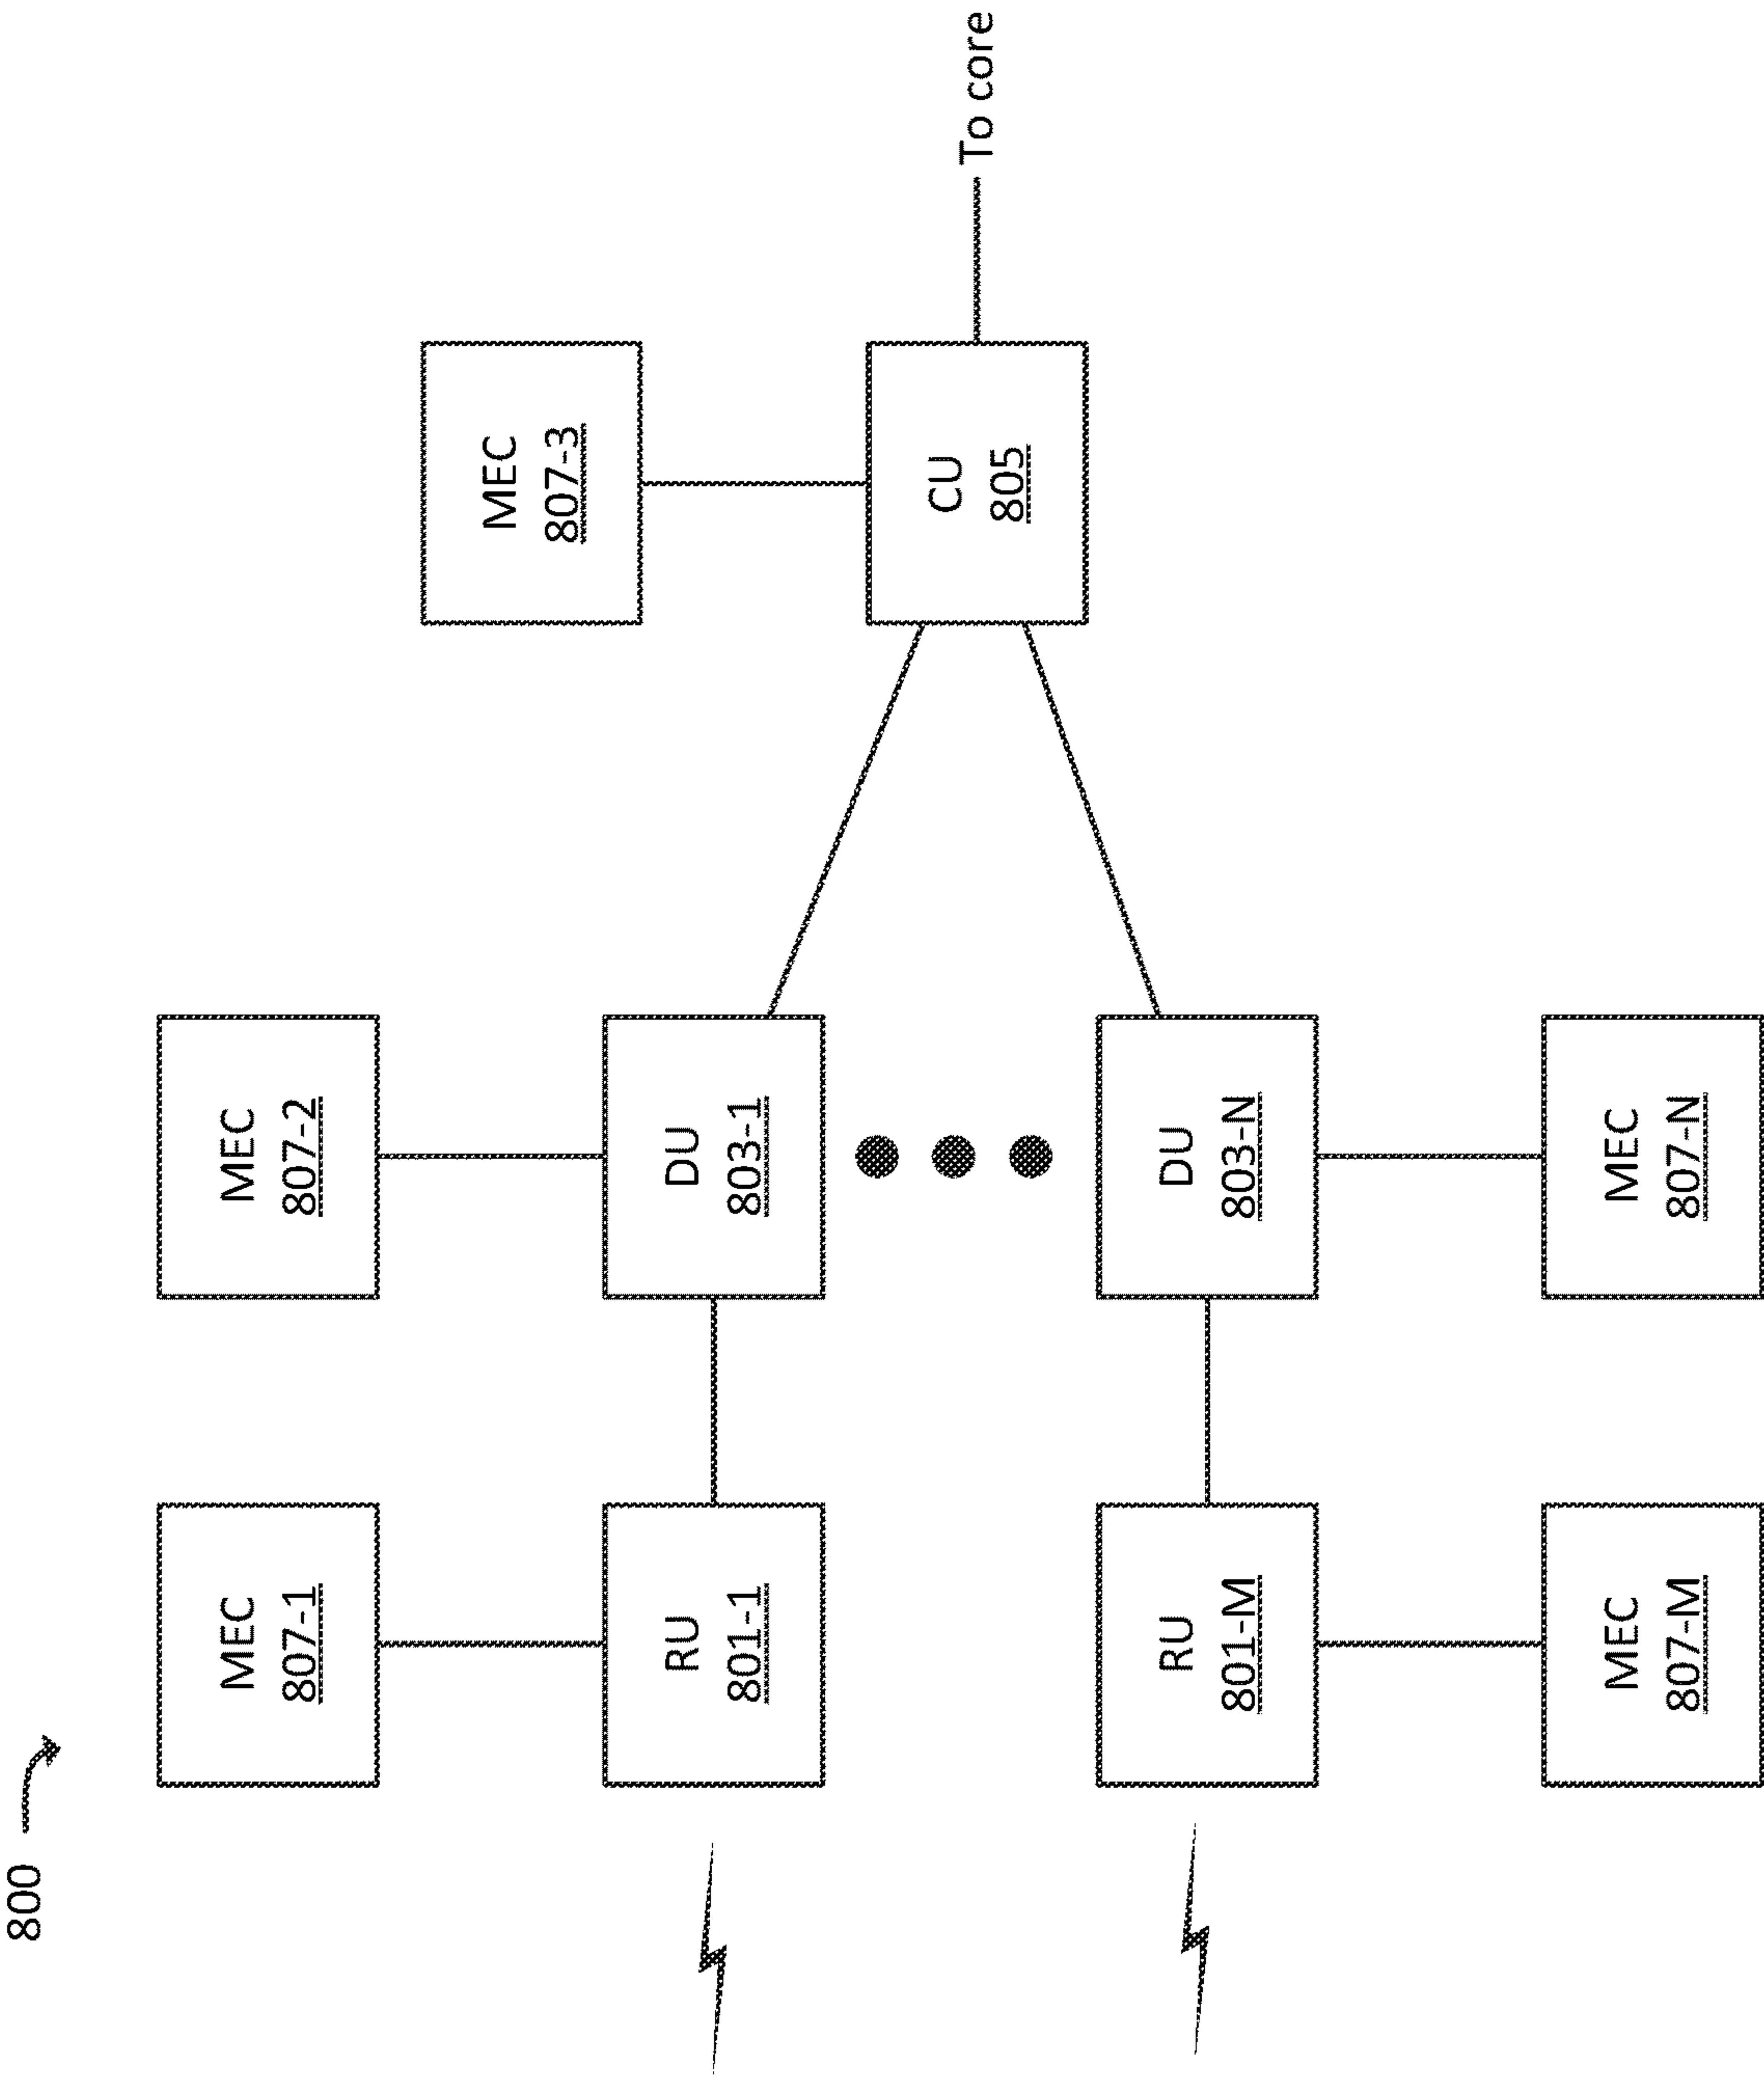 800
MEC
807-1
MEC
807-2
MEC
807-3
RU
801-1
DU
803-1
CU
805
To core
RU
801-M
DU
803-N
MEC
807-M
MEC
807-N